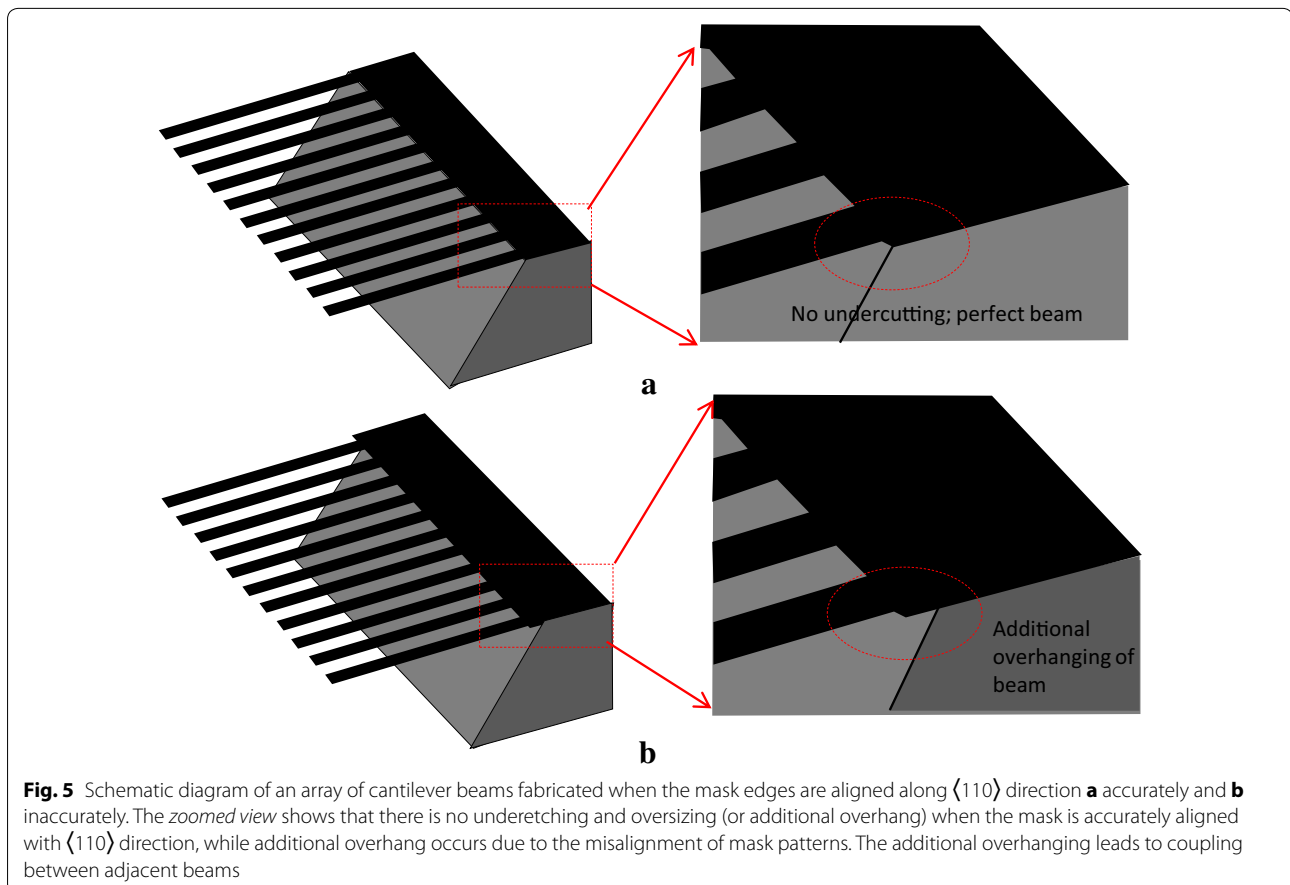 No undercutting; perfect beam
a
Additional
overhanging of
beam
b
Fig. 5 Schematic diagram of an array of cantilever beams fabricated when the mask edges are aligned along ⟨110⟩ direction a accurately and b
inaccurately. The zoomed view shows that there is no underetching and oversizing (or additional overhang) when the mask is accurately aligned
with ⟨110⟩ direction, while additional overhang occurs due to the misalignment of mask patterns. The additional overhanging leads to coupling
between adjacent beams